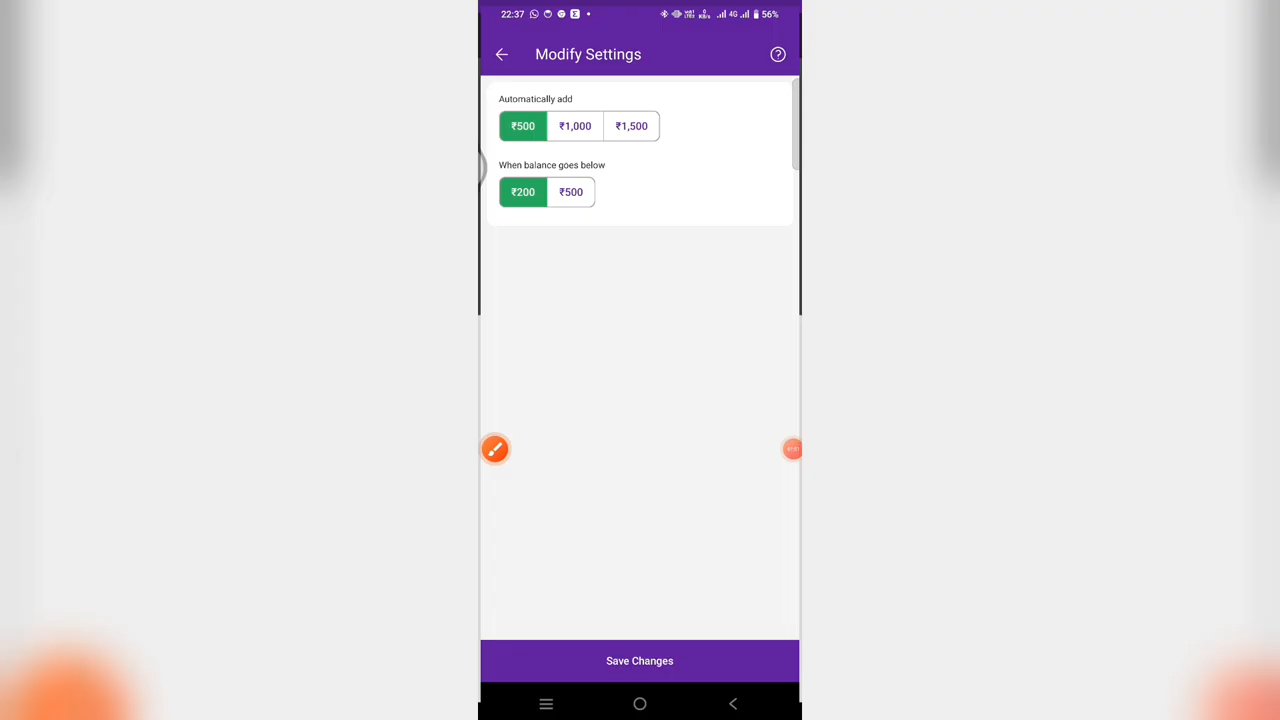 22:37 4G 56%
Modify Settings
Automatically add
₹500 ₹1,000 ₹1,500
When balance goes below
₹200 ₹500
Save Changes